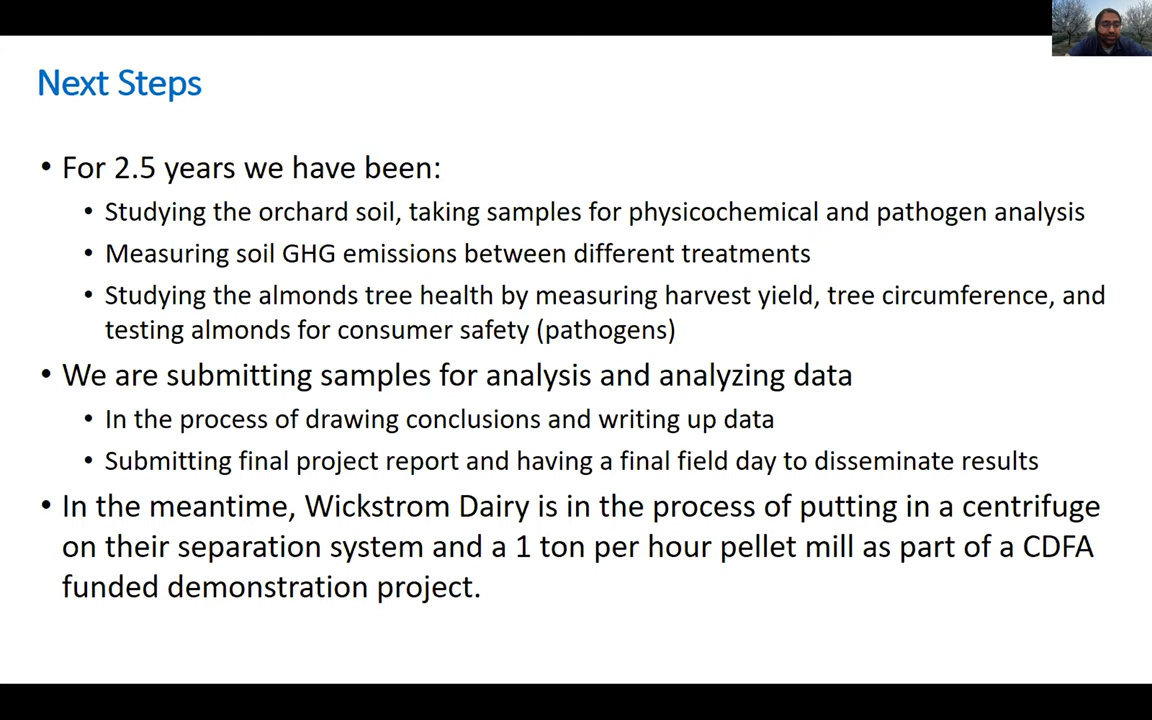 Next Steps
• For 2.5 years we have been:
• Studying the orchard soil, taking samples for physicochemical and pathogen analysis
• Measuring soil GHG emissions between different treatments
• Studying the almonds tree health by measuring harvest yield, tree circumference, and
testing almonds for consumer safety (pathogens)
• We are submitting samples for analysis and analyzing data
• In the process of drawing conclusions and writing up data
• Submitting final project report and having a final field day to disseminate results
• In the meantime, Wickstrom Dairy is in the process of putting in a centrifuge
on their separation system and a 1 ton per hour pellet mill as part of a CDFA
funded demonstration project.